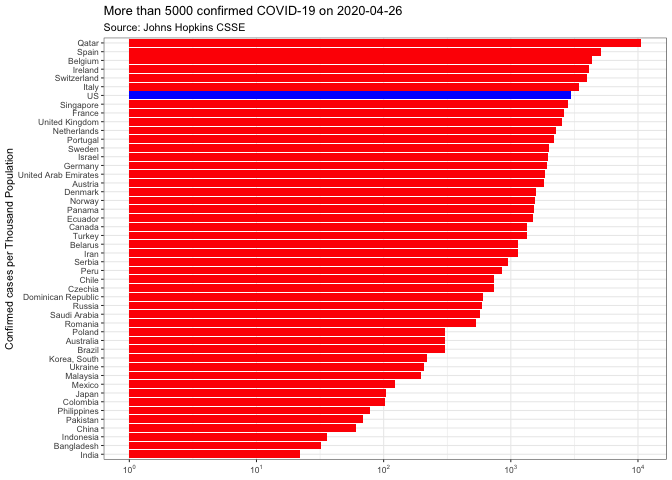 More than 5000 confirmed COVID-19 on 2020-04-26
Source: Johns Hopkins CSSE
Confirmed cases per Thousand Population
Qatar
Spain
Belgium
Ireland
Switzerland
Italy
US
Singapore
France
United Kingdom
Netherlands
Portugal
Sweden
Israel
Germany
United Arab Emirates
Austria
Denmark
Norway
Panama
Ecuador
Canada
Turkey
Belarus
Iran
Serbia
Peru
Chile
Czechia
Dominican Republic
Russia
Saudi Arabia
Romania
Poland
Australia
Brazil
Korea, South
Ukraine
Malaysia
Mexico
Japan
Colombia
Philippines
Pakistan
China
Indonesia
Bangladesh
India
10⁰ 10¹ 10² 10³ 10⁴